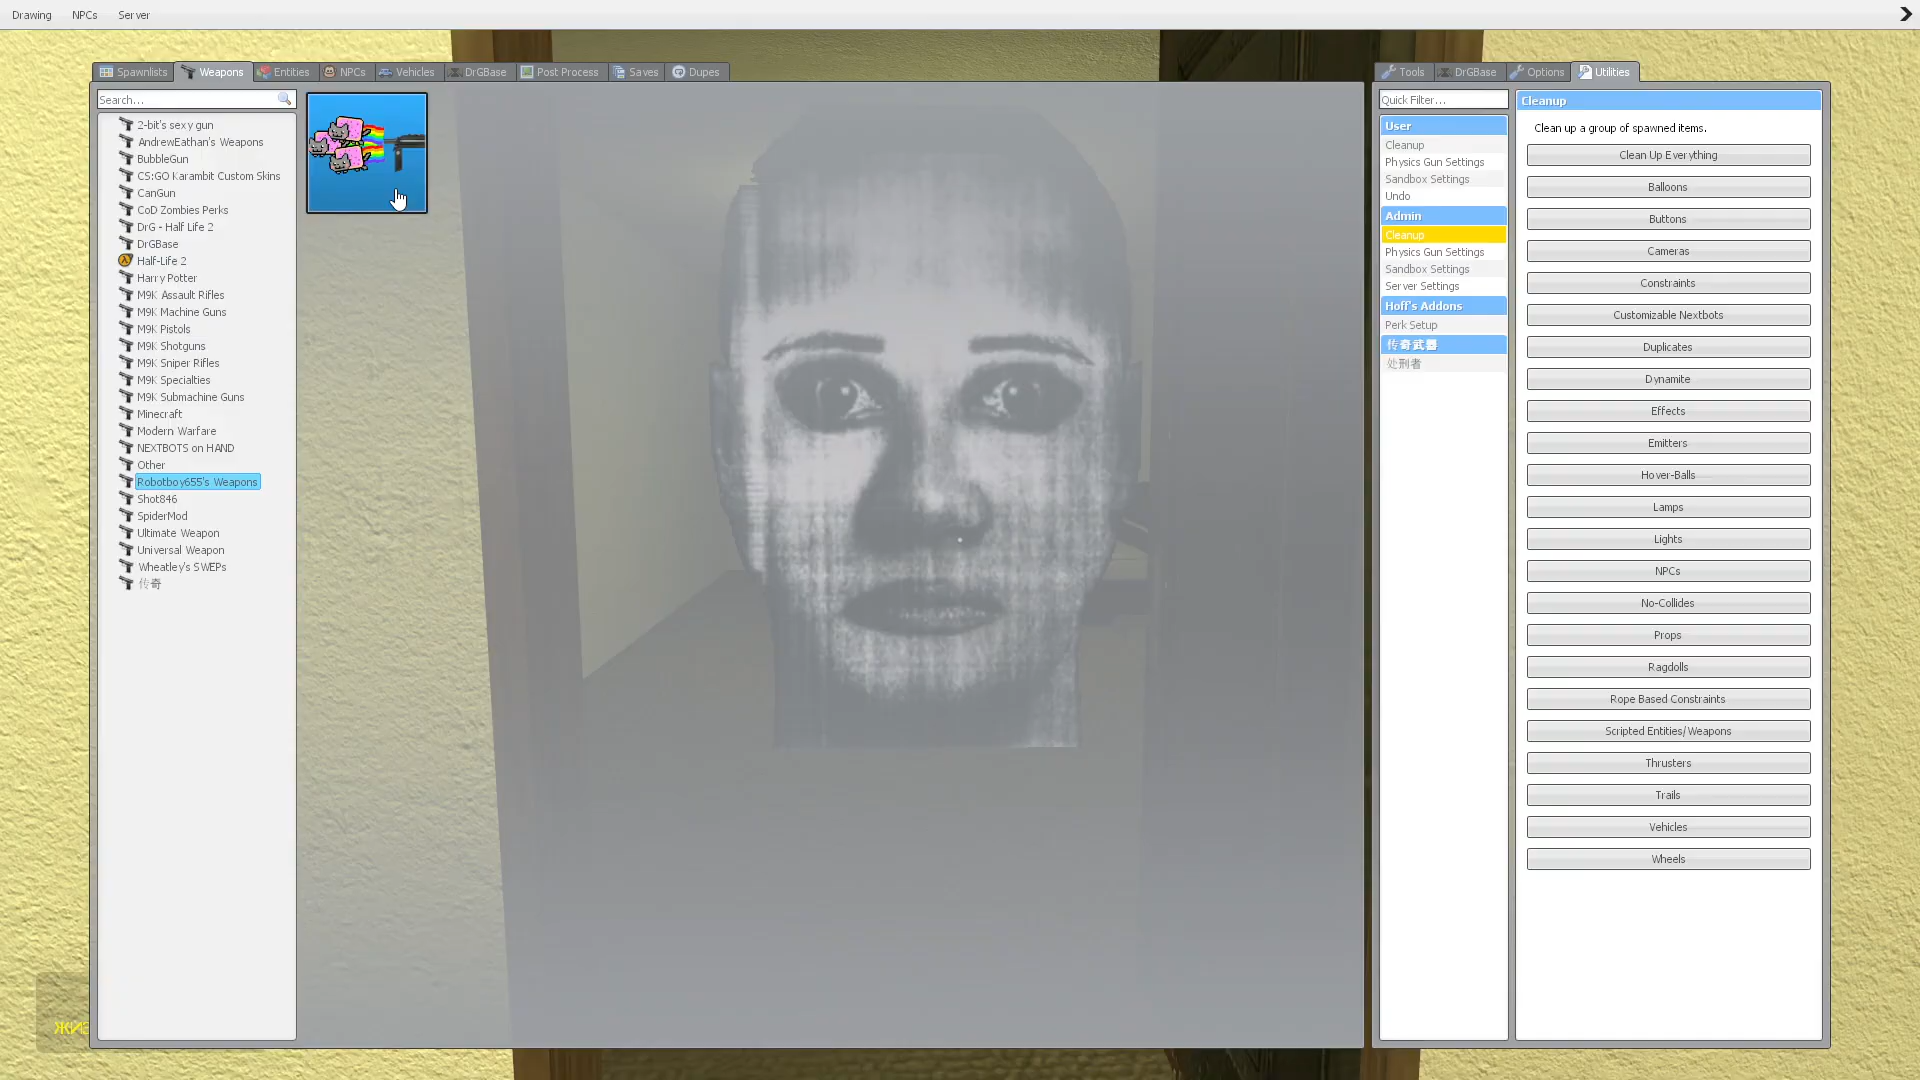 Drawing NPCs Server
Spawnlists Weapons Entities NPCs Vehicles DrGBase Post Process Saves Dupes
Search...
2-bit's sexy gun
AndrewEathan's Weapons
BubbleGun
CS:GO Karambit Custom Skins
CanGun
CoD Zombies Perks
DrG - Half Life 2
DrGBase
Half-Life 2
Harry Potter
M9K Assault Rifles
M9K Machine Guns
M9K Pistols
M9K Shotguns
M9K Sniper Rifles
M9K Specialties
M9K Submachine Guns
Minecraft
Modern Warfare
NEXTBOTS on HAND
Other
Robotboy655's Weapons
Shot846
SpiderMod
Ultimate Weapon
Universal Weapon
Wheatley's SWEPs
传奇
Tools DrGBase Options Utilities
Quick Filter...
User
Cleanup
Physics Gun Settings
Sandbox Settings
Undo
Admin
Cleanup
Physics Gun Settings
Sandbox Settings
Server Settings
Hoff's Addons
Perk Setup
传奇武器
处刑者
Cleanup
Clean up a group of spawned items.
Clean Up Everything
Balloons
Buttons
Cameras
Constraints
Customizable Nextbots
Duplicates
Dynamite
Effects
Emitters
Hover-Balls
Lamps
Lights
NPCs
No-Collides
Props
Ragdolls
Rope Based Constraints
Scripted Entities/Weapons
Thrusters
Trails
Vehicles
Wheels